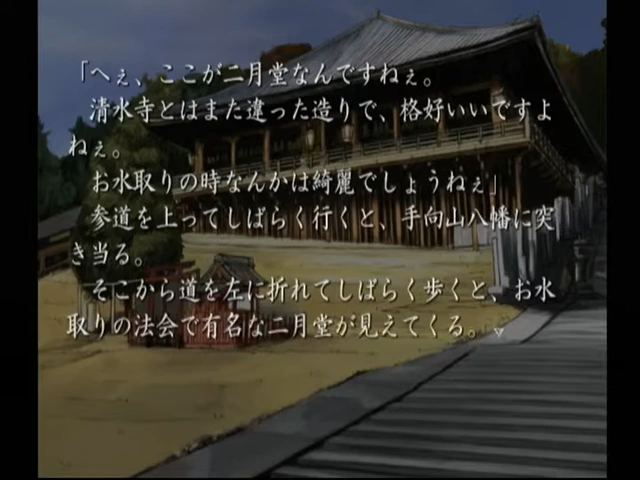 「へぇ、ここが二月堂なんですねぇ。
清水寺とはまた違った造りで、格好いいですよ
ねぇ。
お水取りの時なんかは綺麗でしょうねぇ」
参道を上ってしばらく行くと、手向山八幡に突
き当る。
そこから道を左に折れてしばらく歩くと、お水
取りの法会で有名な二月堂が見えてくる。